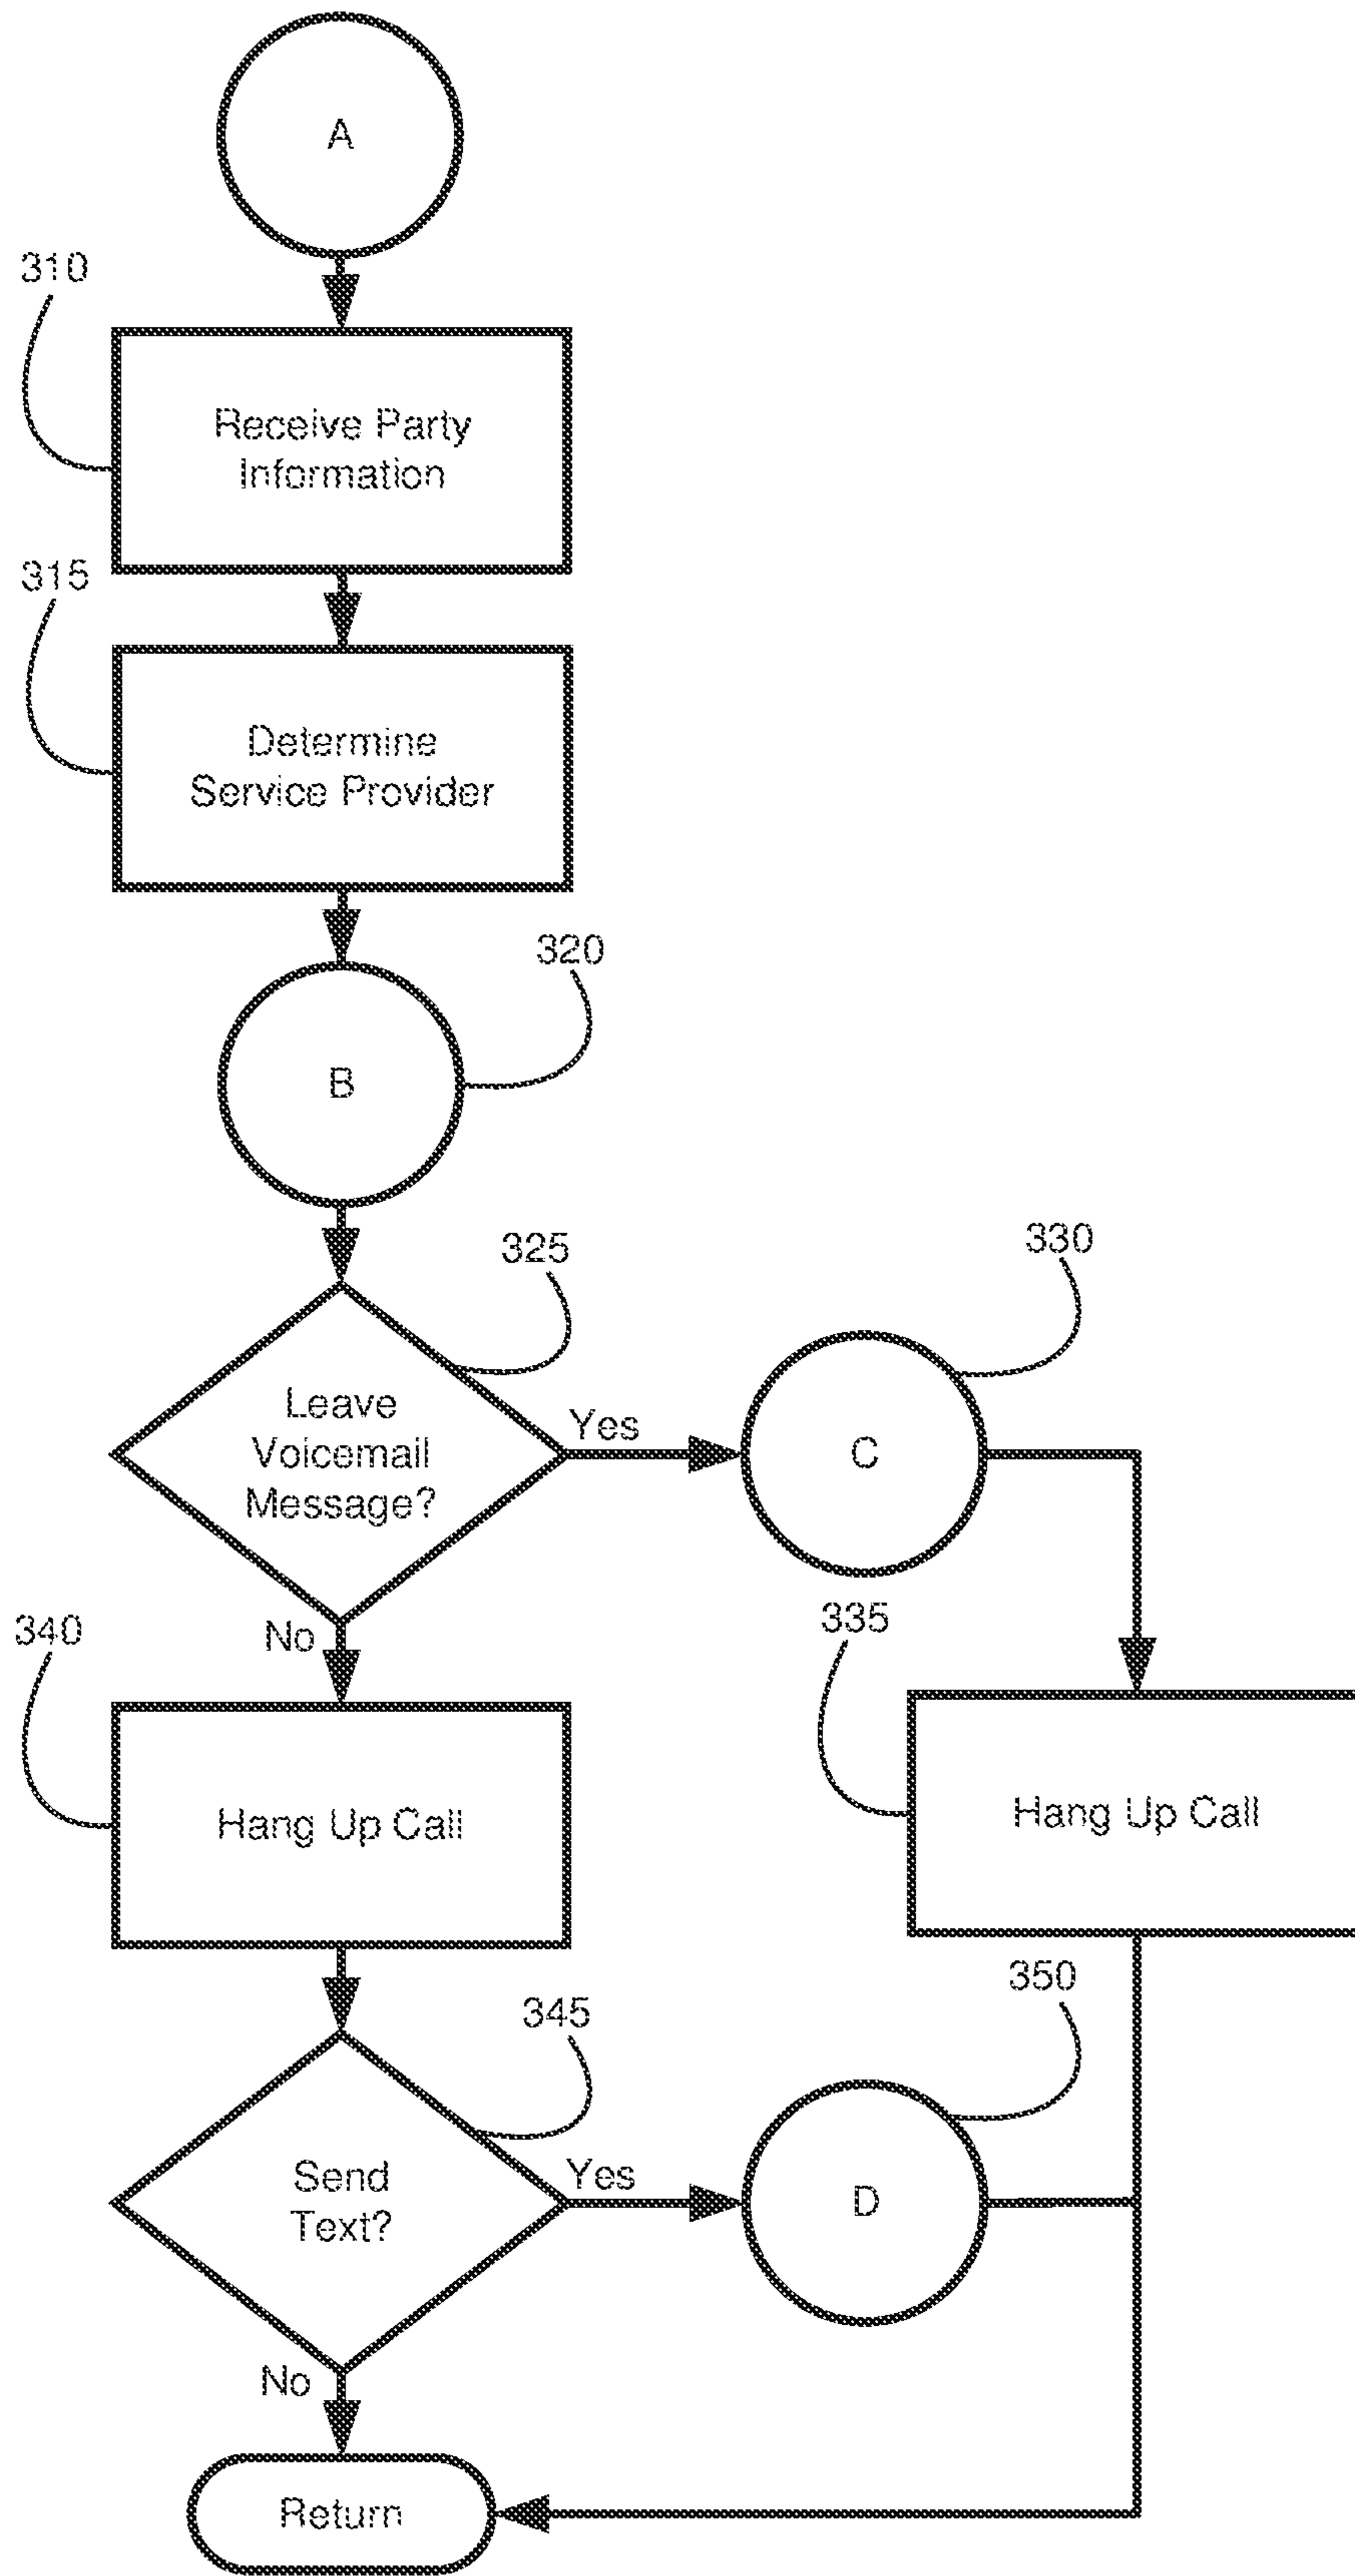 A
310
Receive Party
Information
315
Determine
Service Provider
320
B
325
330
Leave
Voicemail
Message?
Yes
C
No
340
335
Hang Up Call
Hang Up Call
345
350
Send
Text?
Yes
D
No
Return